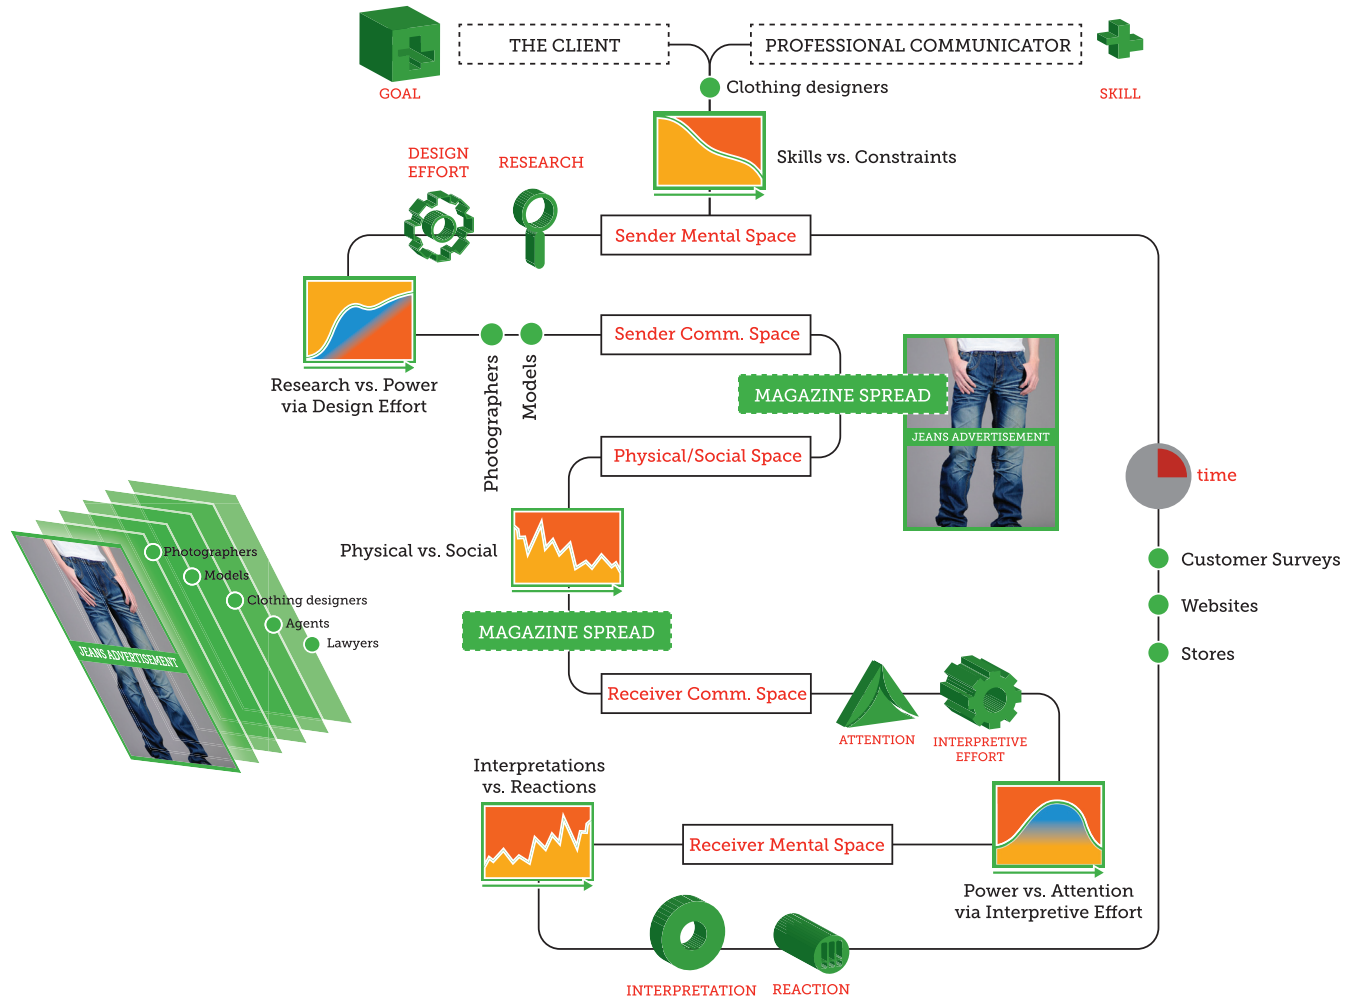 THE CLIENT
PROFESSIONAL COMMUNICATOR
GOAL
Clothing designers
SKILL
DESIGN
EFFORT
RESEARCH
Skills vs. Constraints
Sender Mental Space
Sender Comm. Space
Research vs. Power
via Design Effort
Photographers
Models
MAGAZINE SPREAD
JEANS ADVERTISEMENT
Physical/Social Space
time
Physical vs. Social
Photographers
Models
Clothing designers
Agents
Lawyers
JEANS ADVERTISEMENT
Customer Surveys
Websites
Stores
MAGAZINE SPREAD
Receiver Comm. Space
ATTENTION
INTERPRETIVE
EFFORT
Interpretations
vs. Reactions
Receiver Mental Space
Power vs. Attention
via Interpretive Effort
INTERPRETATION
REACTION